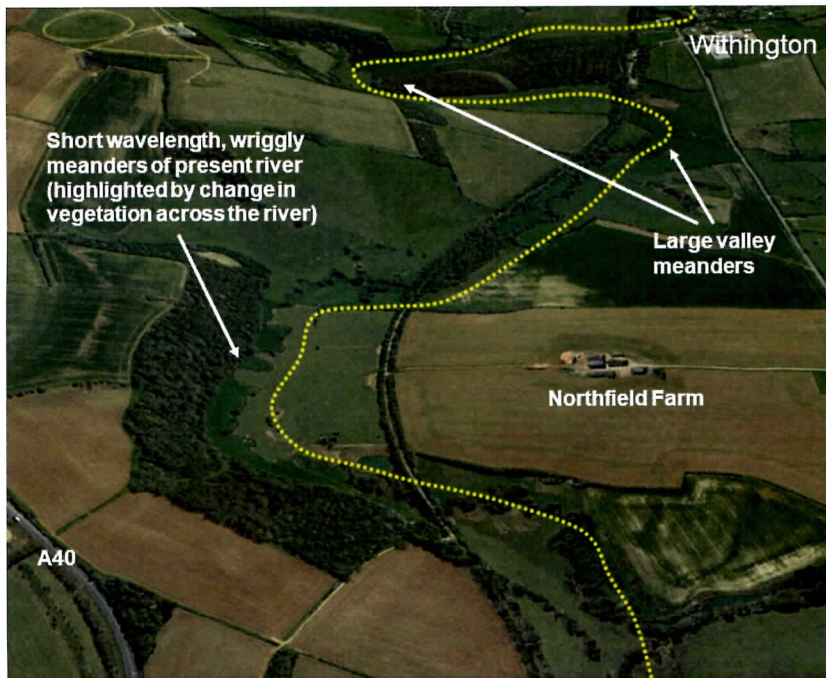 Withington
Short wavelength, wriggly
meanders of present river
(highlighted by change in
vegetation across the river)
Large valley
meanders
Northfield Farm
A40